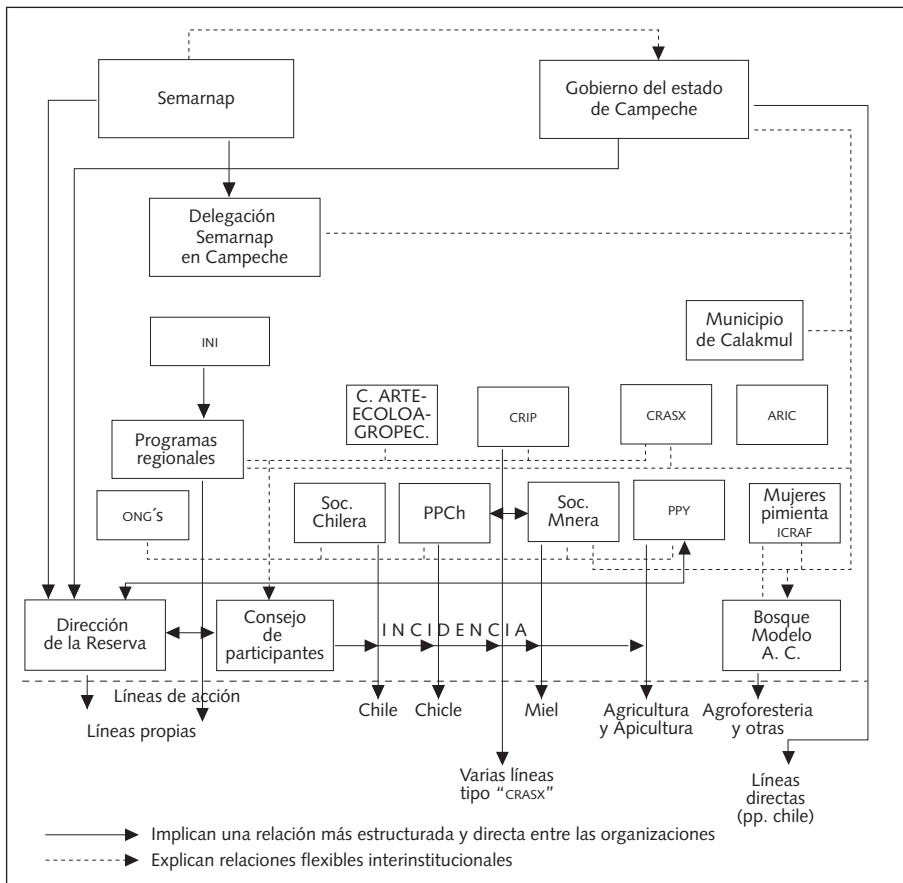 Semarnap
Gobierno del estado
de Campeche
Delegación
Semarnap
en Campeche
Municipio
de Calakmul
INI
C. ARTE-
ECOLOA-
GROPEC.
CRIP
CRASX
ARIC
Programas
regionales
ONG´S
Soc.
Chilera
PPCh
Soc.
Mnera
PPY
Mujeres
pimienta
ICRAF
Dirección
de la Reserva
Consejo
de
participantes
INCIDENCIA
Bosque
Modelo
A. C.
Líneas de acción
Líneas propias
Chile
Chicle
Miel
Agricultura
y Apicultura
Agroforesteria
y otras
Varias líneas
tipo “CRASX”
Líneas
directas
(pp. chile)
Implican una relación más estructurada y directa entre las organizaciones
Explican relaciones flexibles interinstitucionales